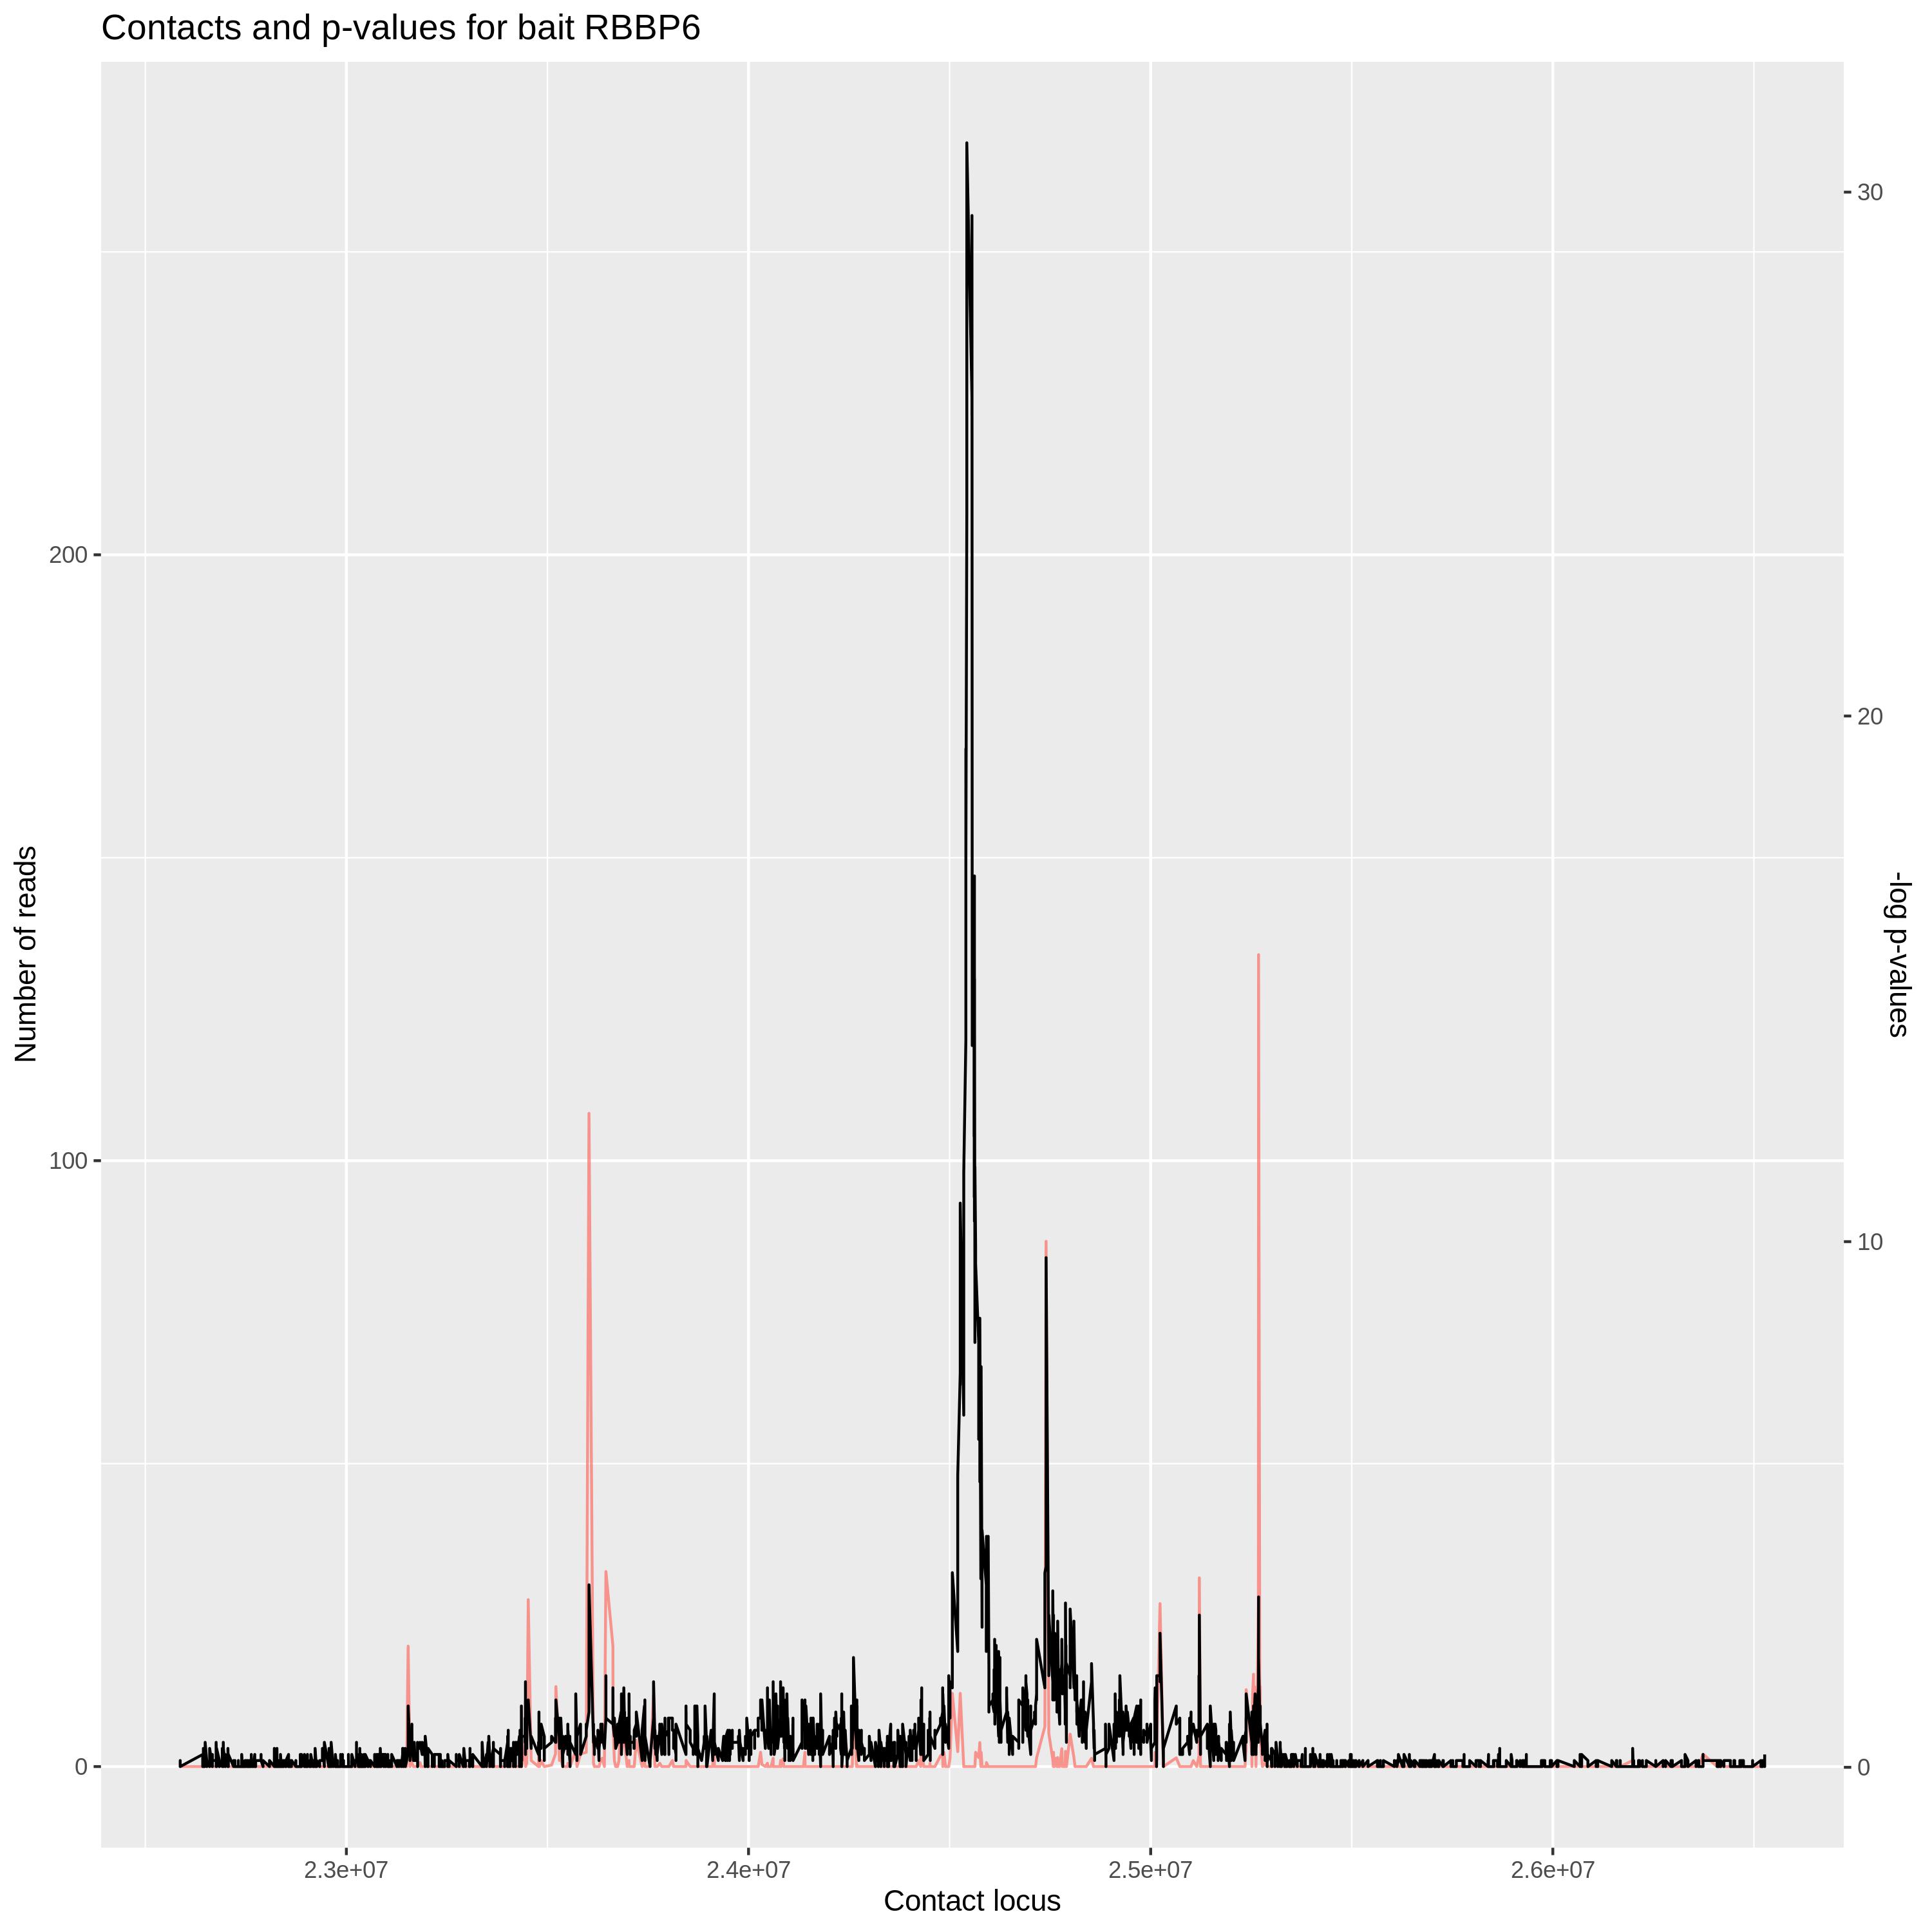 Contacts and p-values for bait RBBP6
30
200
20
Number of reads
-log p-values
100
10
0
0
2.3e+07
2.4e+07
2.5e+07
2.6e+07
Contact locus